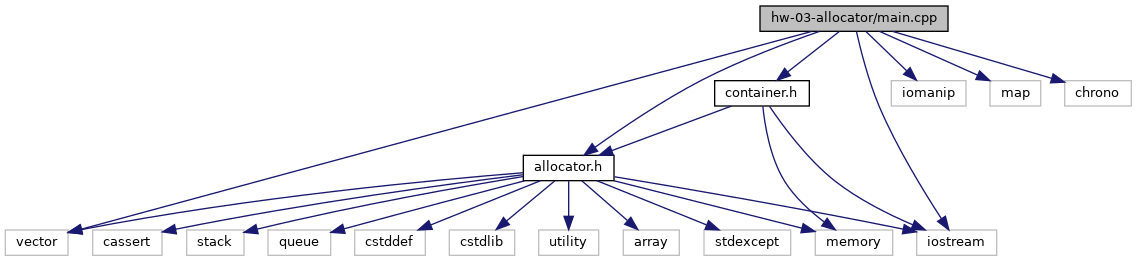 hw-03-allocator/main.cpp
container.h
iomanip
map
chrono
allocator.h
vector
cassert
stack
queue
cstddef
cstdlib
utility
array
stdexcept
memory
iostream